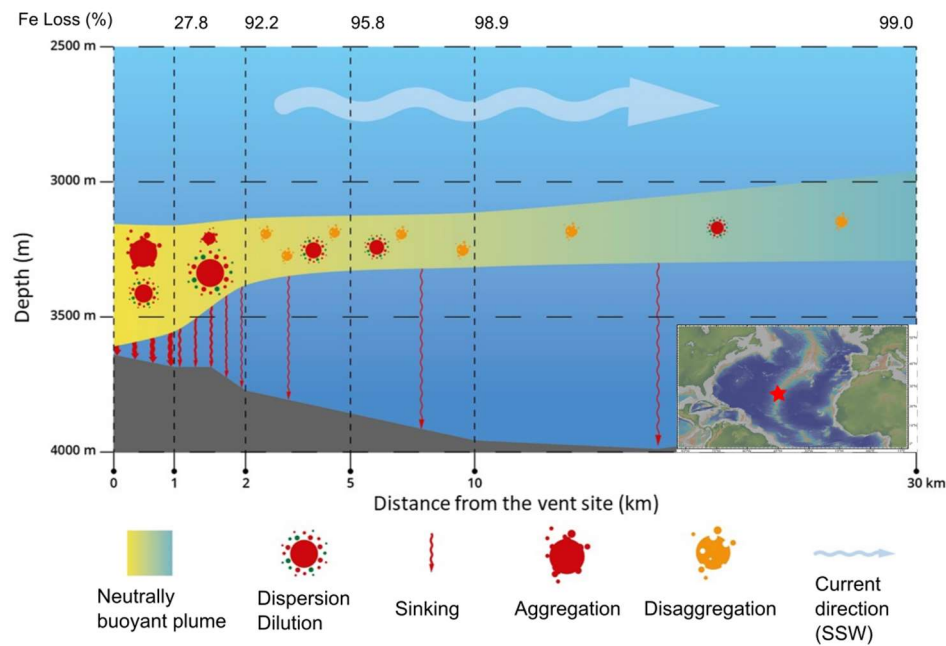 Fe Loss (%) 27.8 92.2 95.8 98.9 99.0
2500 m
3000 m
3500 m
4000 m
Depth (m)
0 1 2 5 10 30 km
Distance from the vent site (km)
Neutrally
buoyant plume
Dispersion
Dilution
Sinking
Aggregation
Disaggregation
Current
direction
(SSW)